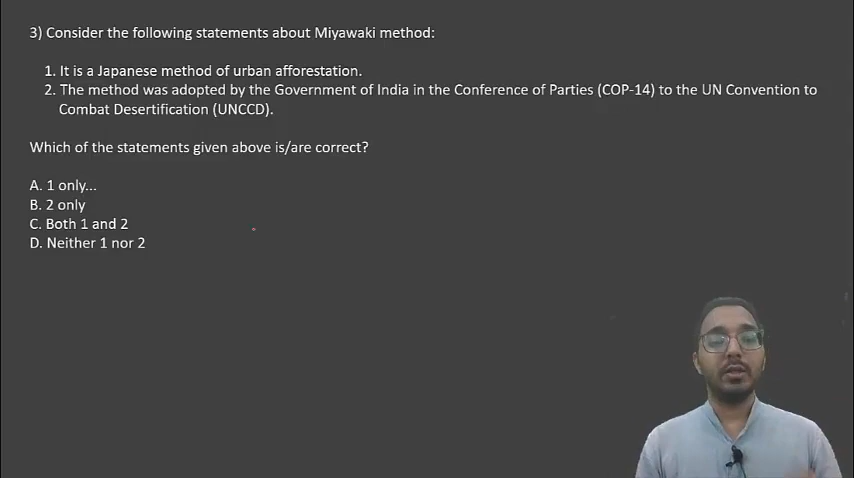 3) Consider the following statements about Miyawaki method:
1. It is a Japanese method of urban afforestation.
2. The method was adopted by the Government of India in the Conference of Parties (COP-14) to the UN Convention to
Combat Desertification (UNCCD).
Which of the statements given above is/are correct?
A. 1 only...
B. 2 only
C. Both 1 and 2
D. Neither 1 nor 2